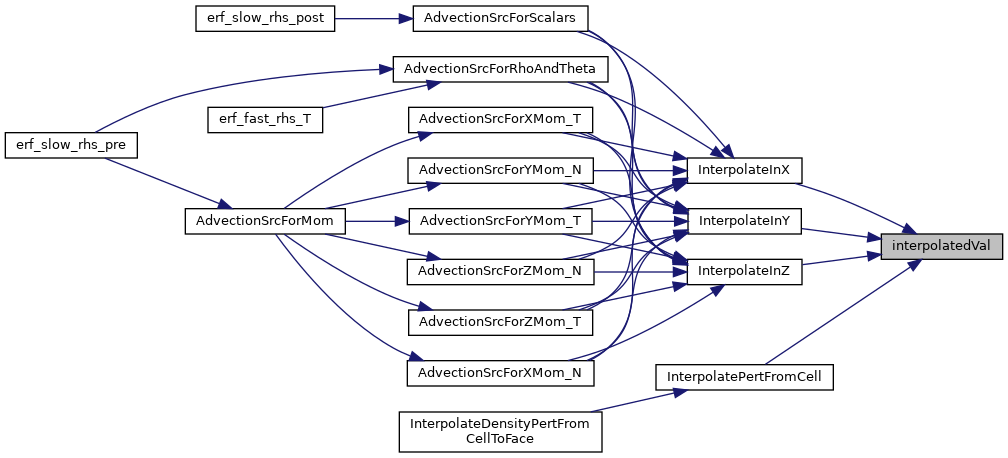 erf_slow_rhs_post
AdvectionSrcForScalars
AdvectionSrcForRhoAndTheta
erf_fast_rhs_T
AdvectionSrcForXMom_T
erf_slow_rhs_pre
AdvectionSrcForYMom_N
InterpolateInX
AdvectionSrcForMom
AdvectionSrcForYMom_T
InterpolateInY
interpolatedVal
AdvectionSrcForZMom_N
InterpolateInZ
AdvectionSrcForZMom_T
AdvectionSrcForXMom_N
InterpolatePertFromCell
InterpolateDensityPertFrom
CellToFace